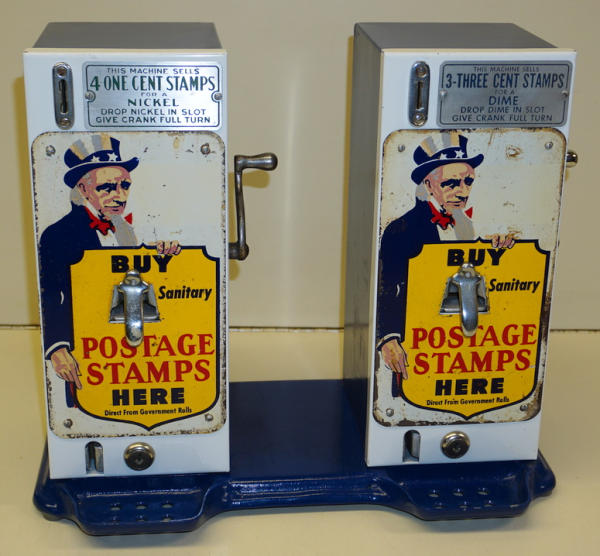 THIS MACHINE SELLS
4 ONE CENT STAMPS
FOR A
NICKEL
DROP NICKEL IN SLOT
GIVE CRANK FULL TURN
BUY
Sanitary
POSTAGE
STAMPS
HERE
Direct From Government Rolls
THIS MACHINE SELLS
3-THREE CENT STAMPS
FOR A
DIME
DROP DIME IN SLOT
GIVE CRANK FULL TURN
BUY
Sanitary
POSTAGE
STAMPS
HERE
Direct From Government Rolls